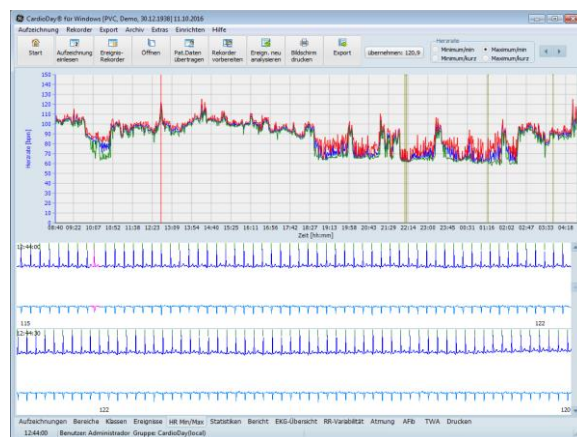 CardioDay® für Windows [PVC, Demo, 30.12.1938] 11.10.2016
Aufzeichnung Rekorder Export Archiv Extras Einrichten Hilfe
Start Aufzeichnung einlesen Ereignis- Rekorder Öffnen Pat.Daten übertragen Rekorder vorbereiten Ereign. neu analysieren Bildschirm drucken Export übernehmen: 120,9
Herzrate
Minimum/min Maximum/min
Minimum/kurz Maximum/kurz
150
140
130
120
110
100
90
80
70
60
50
40
30
20
10
0
Herzrate [bpm]
08:40 09:22 10:07 10:52 11:38 12:23 13:09 13:54 14:40 15:25 16:11 16:56 17:42 18:27 19:13 19:58 20:43 21:29 22:14 23:00 23:45 00:31 01:16 02:02 02:47 03:33 04:18
Zeit [hh:mm]
12:44:00
115 122
12:44:30
122 120
Aufzeichnungen Bereiche Klassen Ereignisse HR Min/Max Statistiken Bericht EKG-Übersicht RR-Variabilität Atmung AFib TWA Drucken
12:44:00 Benutzer Administrador Gruppe: CardioDay(local)